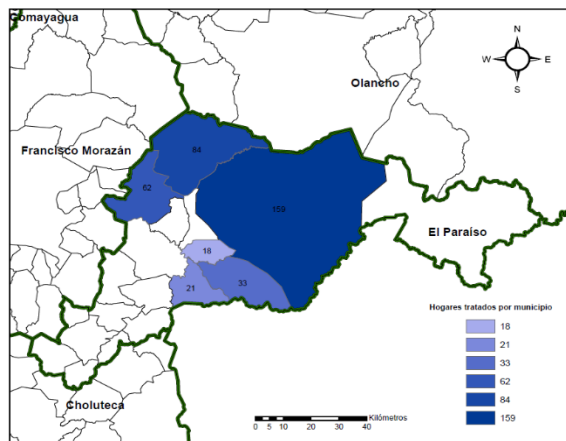 Comayagua
N
W E
S
Olancho
Francisco Morazán
84
62
159
El Paraíso
18
21
33
Hogares tratados por municipio
18
21
33
62
84
159
Choluteca
0 5 10 20 30 40
Kilómetros